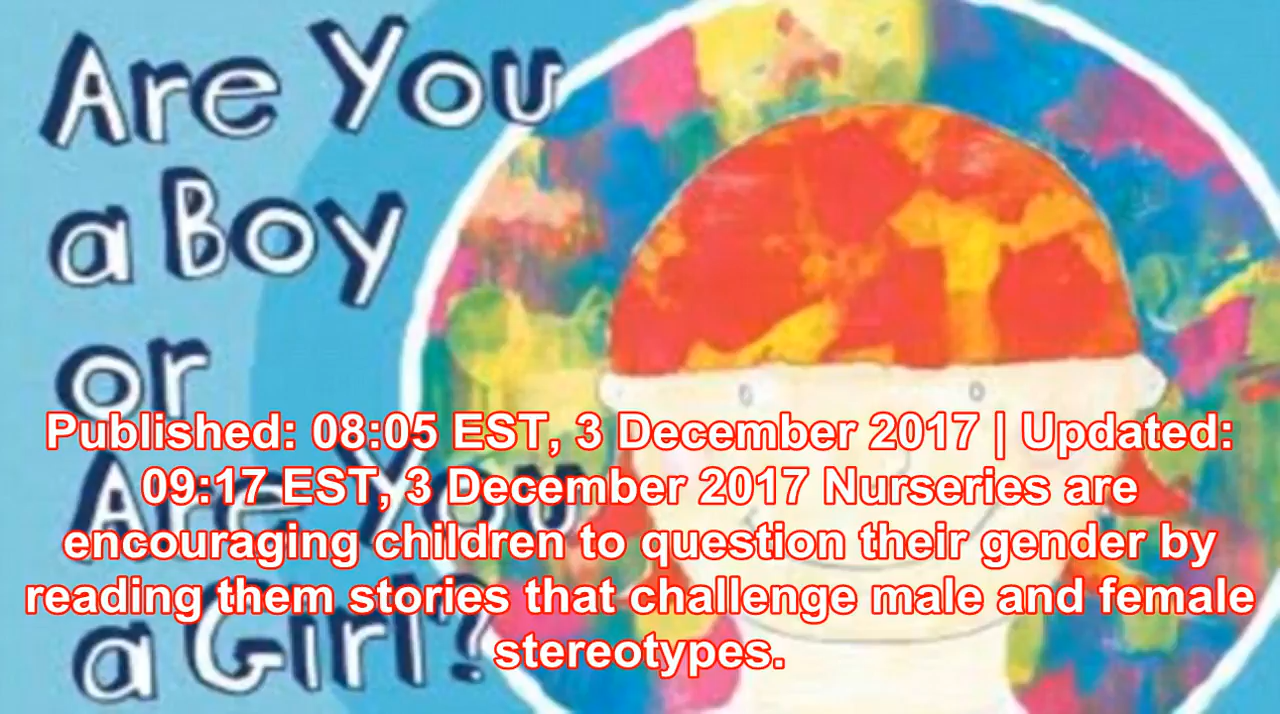 Are You
a Boy
or
Are You
a Girl?
Published: 08:05 EST, 3 December 2017 | Updated:
09:17 EST, 3 December 2017 Nurseries are
encouraging children to question their gender by
reading them stories that challenge male and female
stereotypes.